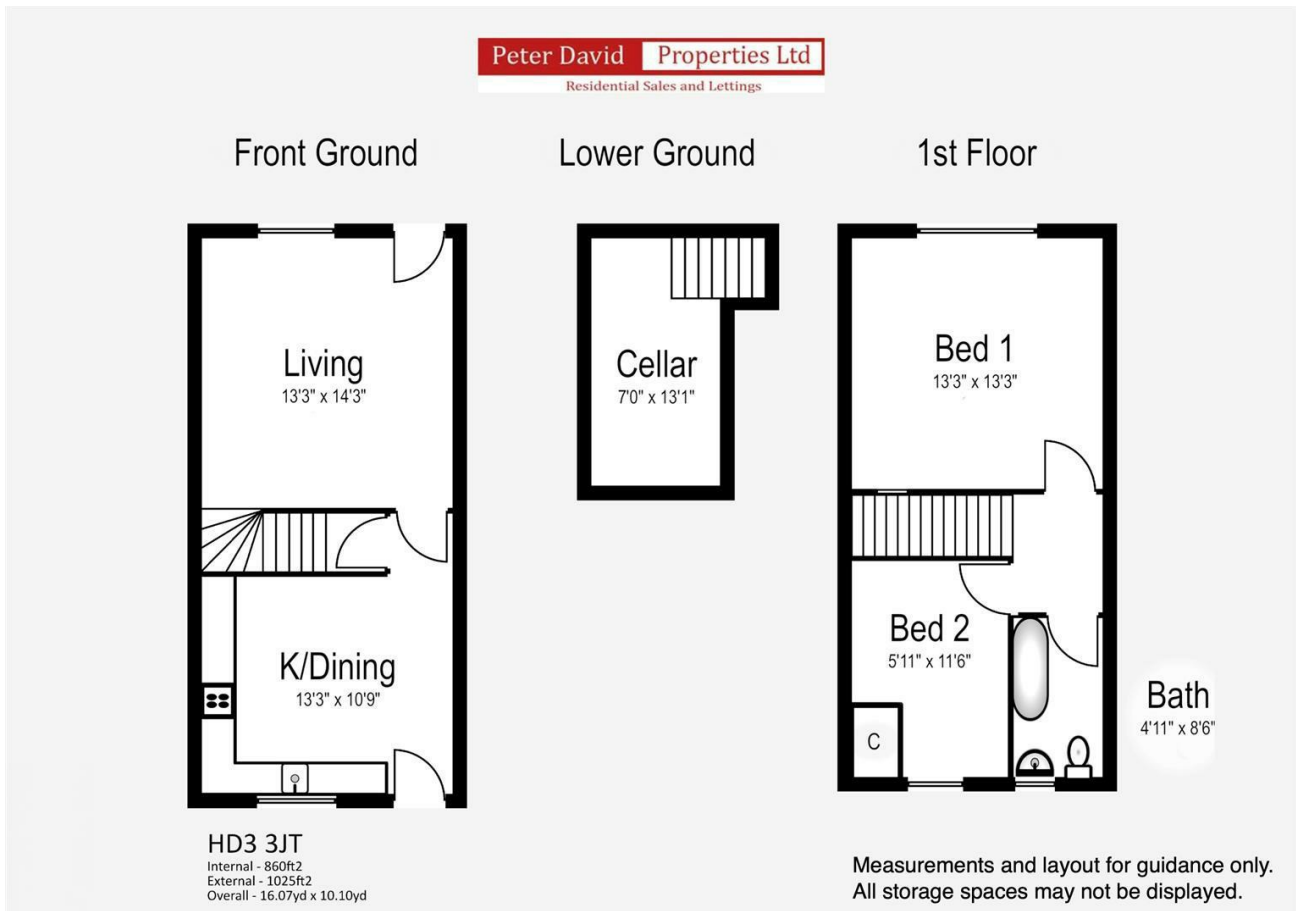 Peter David Properties Ltd
Residential Sales and Lettings
Front Ground
Lower Ground
1st Floor
Living
13'3" x 14'3"
Cellar
7'0" x 13'1"
Bed 1
13'3" x 13'3"
K/Dining
13'3" x 10'9"
Bed 2
5'11" x 11'6"
C
Bath
4'11" x 8'6"
HD3 3JT
Internal - 860ft2
External - 1025ft2
Overall - 16.07yd x 10.10yd
Measurements and layout for guidance only.
All storage spaces may not be displayed.